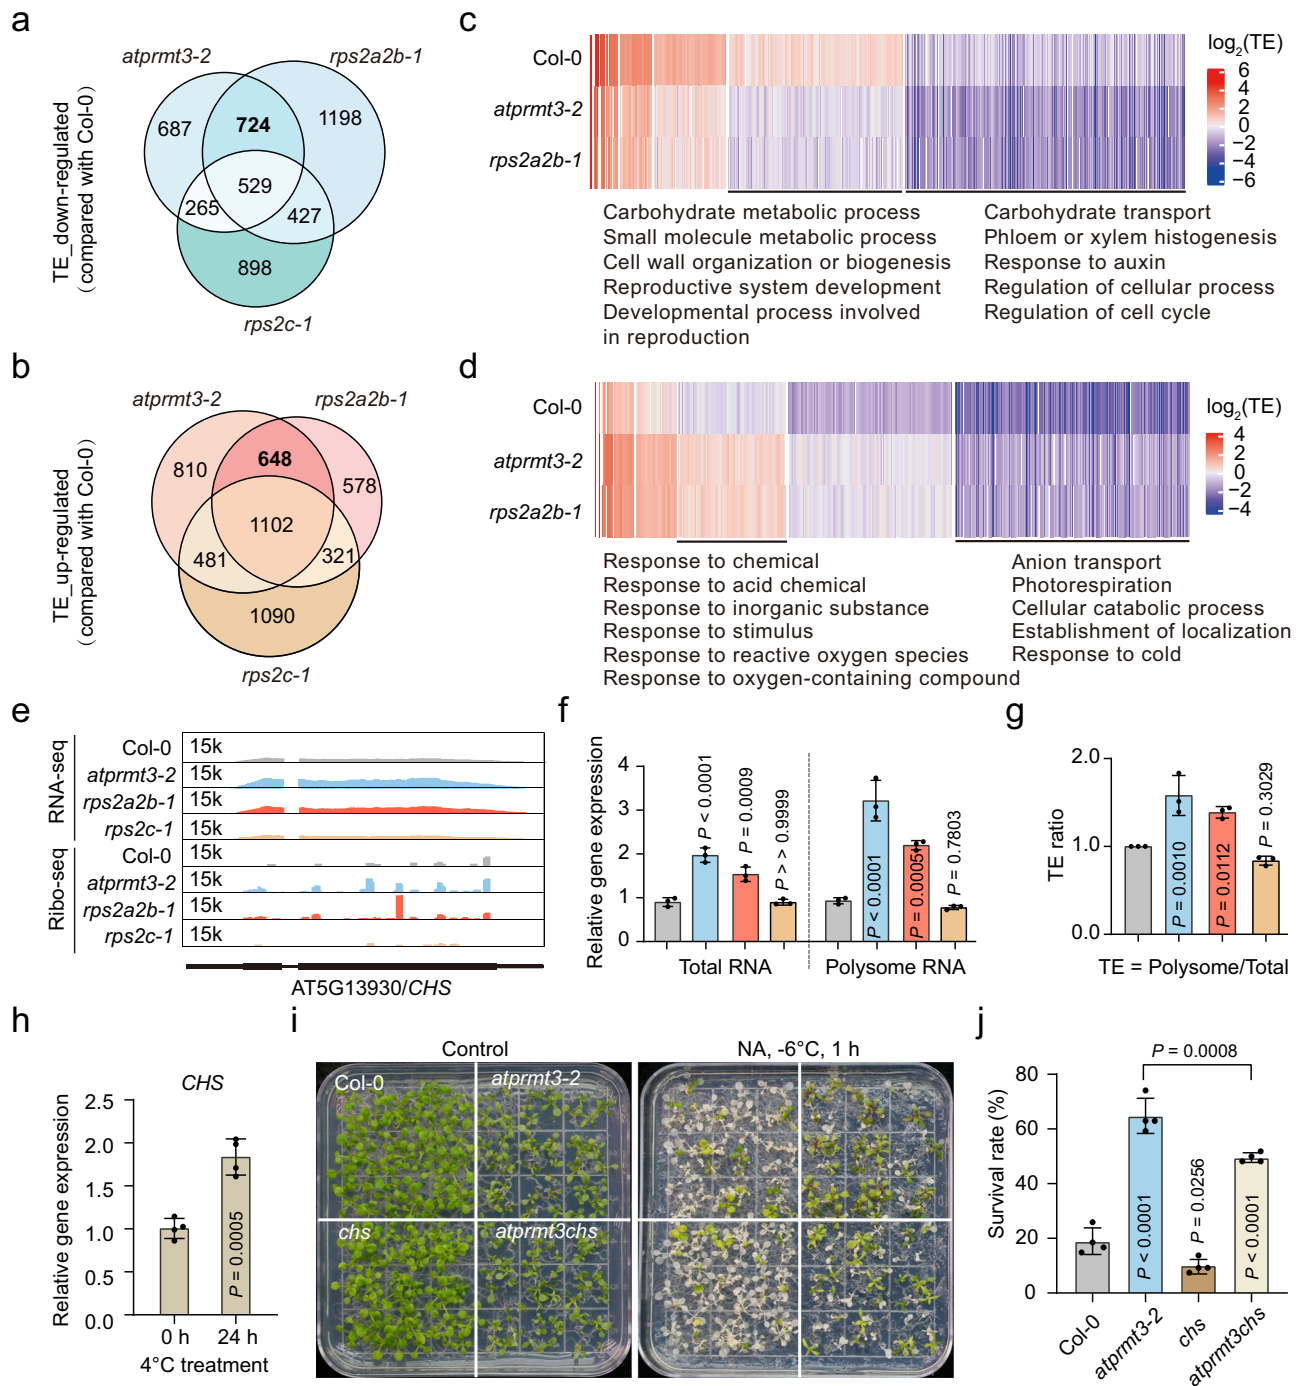 a
atprmt3-2
rps2a2b-1
TE_down-regulated
(compared with Col-0)
687
724
1198
529
265
427
898
rps2c-1
b
atprmt3-2
rps2a2b-1
TE_up-regulated
(compared with Col-0)
810
648
578
1102
481
321
1090
rps2c-1
c
Col-0
atprmt3-2
rps2a2b-1
log2(TE)
6
4
2
0
−2
−4
−6
Carbohydrate metabolic process
Small molecule metabolic process
Cell wall organization or biogenesis
Reproductive system development
Developmental process involved
in reproduction
Carbohydrate transport
Phloem or xylem histogenesis
Response to auxin
Regulation of cellular process
Regulation of cell cycle
d
Col-0
atprmt3-2
rps2a2b-1
log2(TE)
4
2
0
−2
−4
Response to chemical
Response to acid chemical
Response to inorganic substance
Response to stimulus
Response to reactive oxygen species
Response to oxygen-containing compound
Anion transport
Photorespiration
Cellular catabolic process
Establishment of localization
Response to cold
e
RNA-seq
Col-0 15k
atprmt3-2 15k
rps2a2b-1 15k
rps2c-1 15k
Ribo-seq
Col-0 15k
atprmt3-2 15k
rps2a2b-1 15k
rps2c-1 15k
AT5G13930/CHS
f
Relative gene expression
4
3
2
1
0
P < 0.0001
P = 0.0009
P > > 0.9999
P < 0.0001
P = 0.0005
P = 0.7803
Total RNA
Polysome RNA
g
TE ratio
2.0
1.0
0.0
P = 0.0010
P = 0.0112
P = 0.3029
TE = Polysome/Total
h
CHS
Relative gene expression
2.5
2.0
1.5
1.0
0.5
0.0
P = 0.0005
0 h
24 h
4°C treatment
i
Control
NA, -6°C, 1 h
Col-0
atprmt3-2
chs
atprmt3chs
j
P = 0.0008
Survival rate (%)
80
60
40
20
0
P < 0.0001
P = 0.0256
P < 0.0001
Col-0
atprmt3-2
chs
atprmt3chs